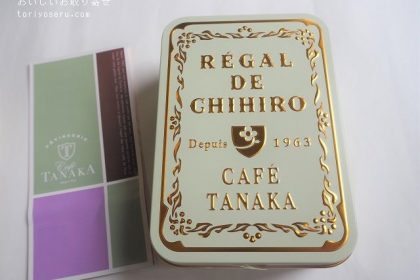 おいしいお取り寄せ
toriyoseru.com
RÉGAL
DE
CHIHIRO
Depuis 1963
CAFÉ
TANAKA
PÂTISSERIE
Café
TANAKA